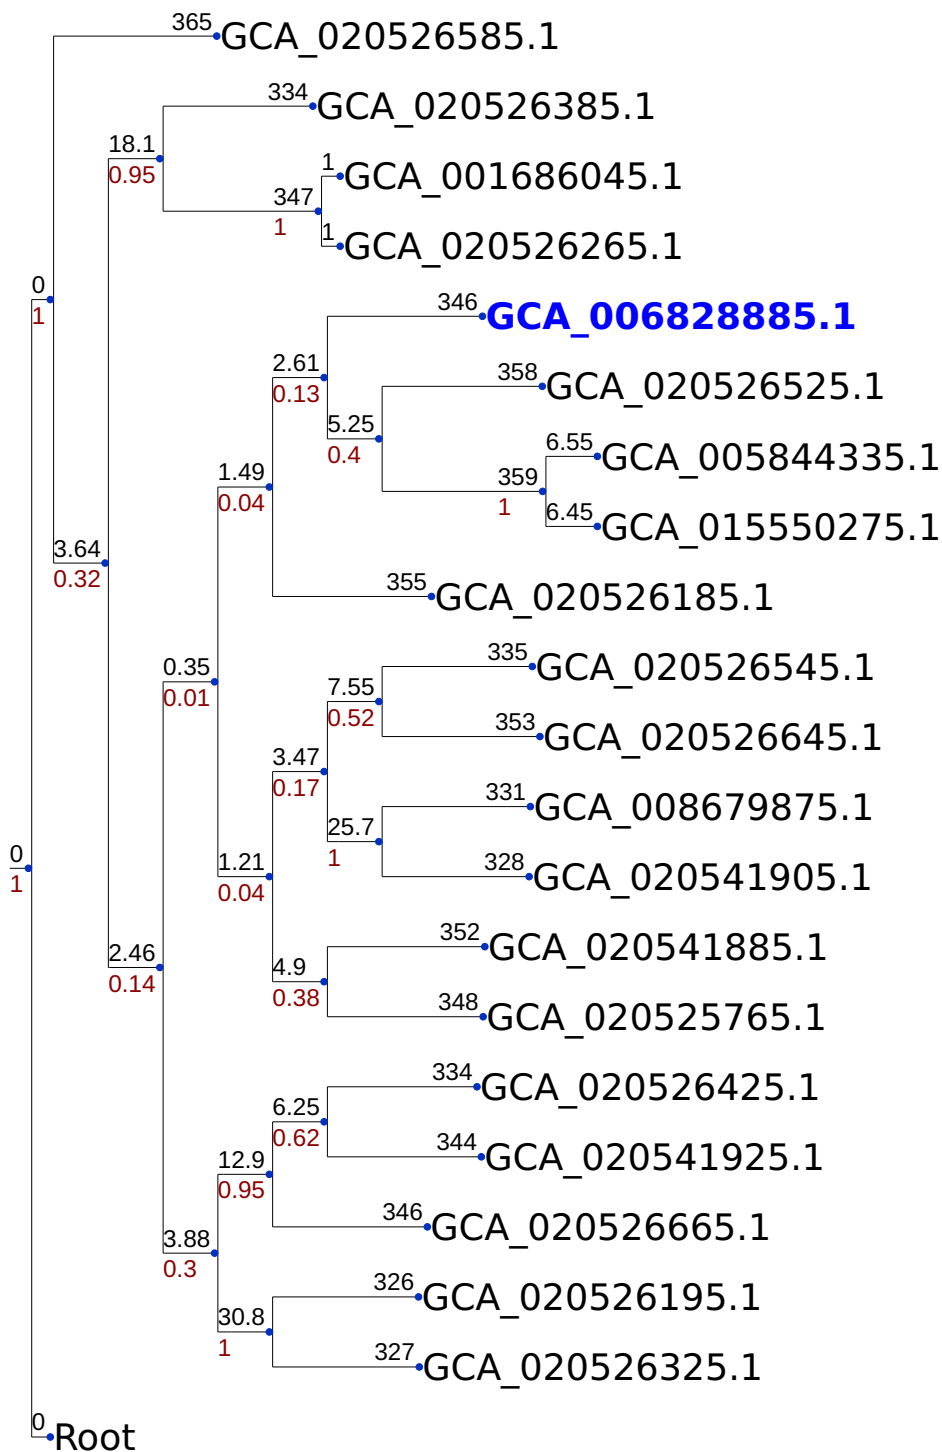 365 GCA_020526585.1
334 GCA_020526385.1
18.1
0.95
1 GCA_001686045.1
347
1
1 GCA_020526265.1
0
1
346 GCA_006828885.1
2.61
0.13
358 GCA_020526525.1
5.25
0.4
6.55 GCA_005844335.1
1.49
0.04
359
1
6.45 GCA_015550275.1
3.64
0.32
355 GCA_020526185.1
0.35
0.01
335 GCA_020526545.1
7.55
0.52
353 GCA_020526645.1
3.47
0.17
331 GCA_008679875.1
25.7
1
0
1
1.21
0.04
328 GCA_020541905.1
352 GCA_020541885.1
2.46
0.14
4.9
0.38
348 GCA_020525765.1
334 GCA_020526425.1
6.25
0.62
344 GCA_020541925.1
12.9
0.95
346 GCA_020526665.1
3.88
0.3
326 GCA_020526195.1
30.8
1
327 GCA_020526325.1
0 Root